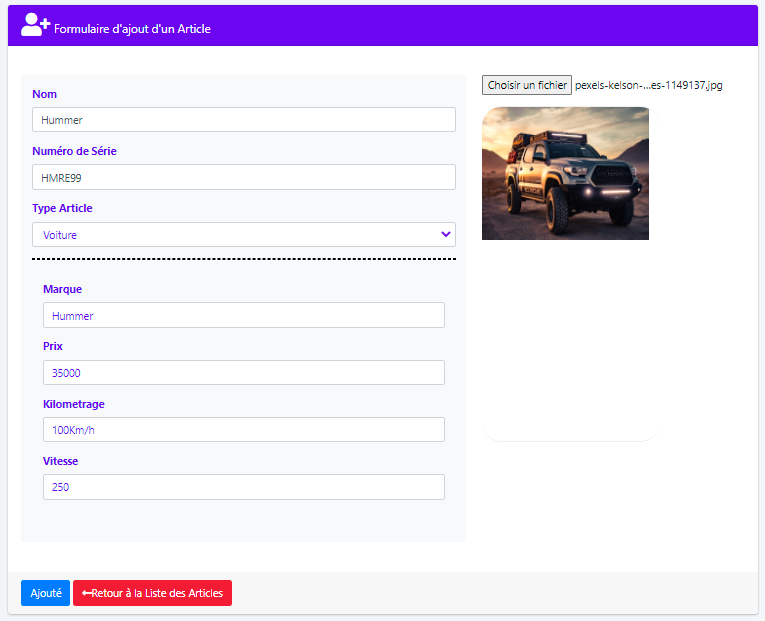 Formulaire d'ajout d'un Article
Nom
Hummer
Numéro de Série
HMRE99
Type Article
Voiture
Marque
Hummer
Prix
35000
Kilometrage
100Km/h
Vitesse
250
Choisir un fichier pexels-kelson-...es-1149137.jpg
Ajouté
Retour à la Liste des Articles